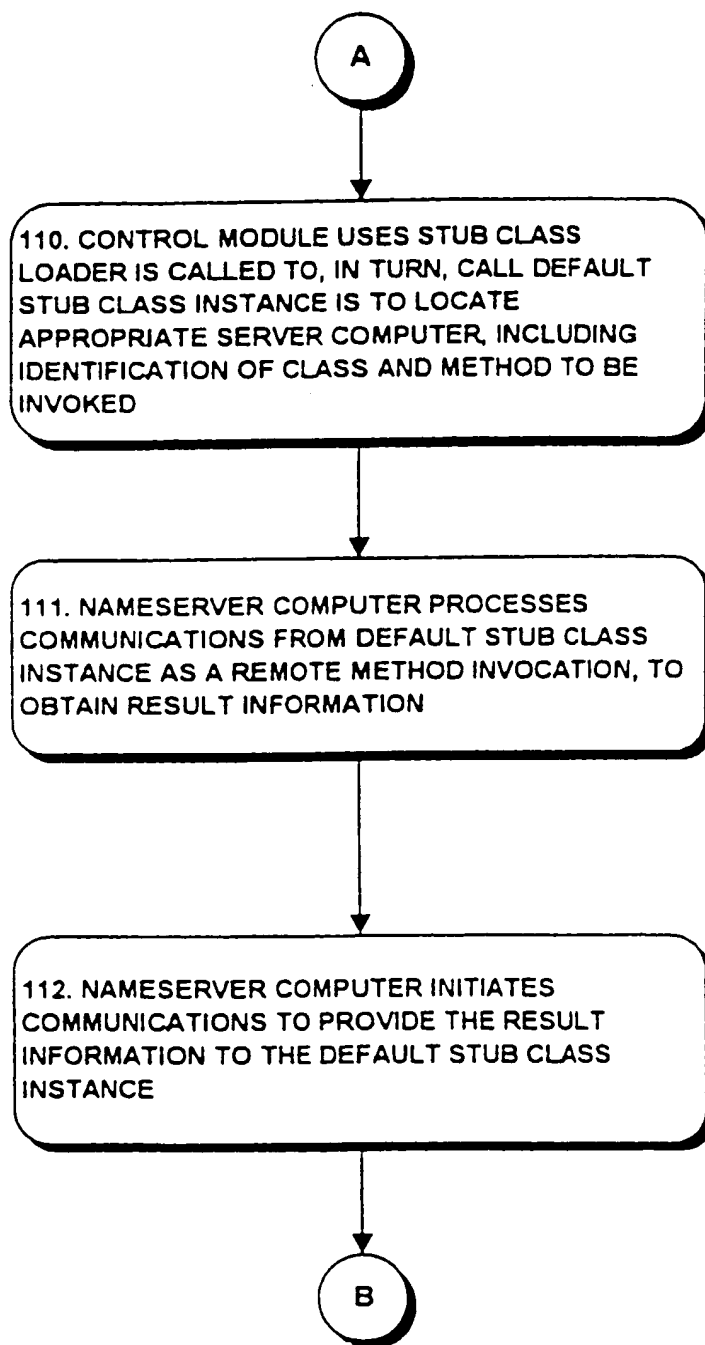 A
110. CONTROL MODULE USES STUB CLASS
LOADER IS CALLED TO, IN TURN, CALL DEFAULT
STUB CLASS INSTANCE IS TO LOCATE
APPROPRIATE SERVER COMPUTER, INCLUDING
IDENTIFICATION OF CLASS AND METHOD TO BE
INVOKED
111. NAMESERVER COMPUTER PROCESSES
COMMUNICATIONS FROM DEFAULT STUB CLASS
INSTANCE AS A REMOTE METHOD INVOCATION, TO
OBTAIN RESULT INFORMATION
112. NAMESERVER COMPUTER INITIATES
COMMUNICATIONS TO PROVIDE THE RESULT
INFORMATION TO THE DEFAULT STUB CLASS
INSTANCE
B